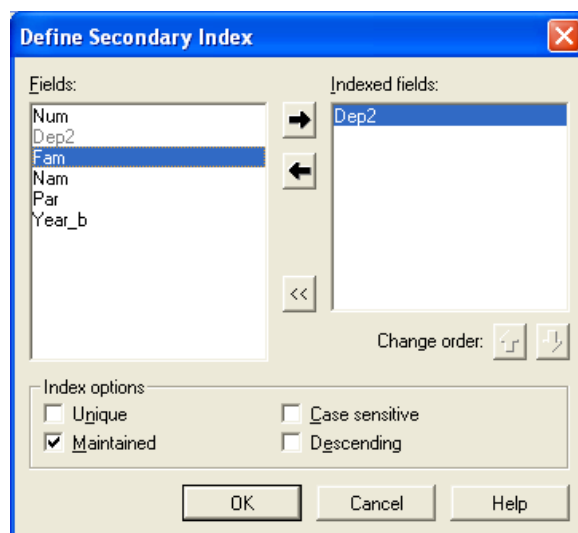 Define Secondary Index
Fields:
Num
Dep2
Fam
Nam
Par
Year_b
<<
Indexed fields:
Dep2
Change order:
Index options
Unique
Case sensitive
Maintained
Descending
OK
Cancel
Help